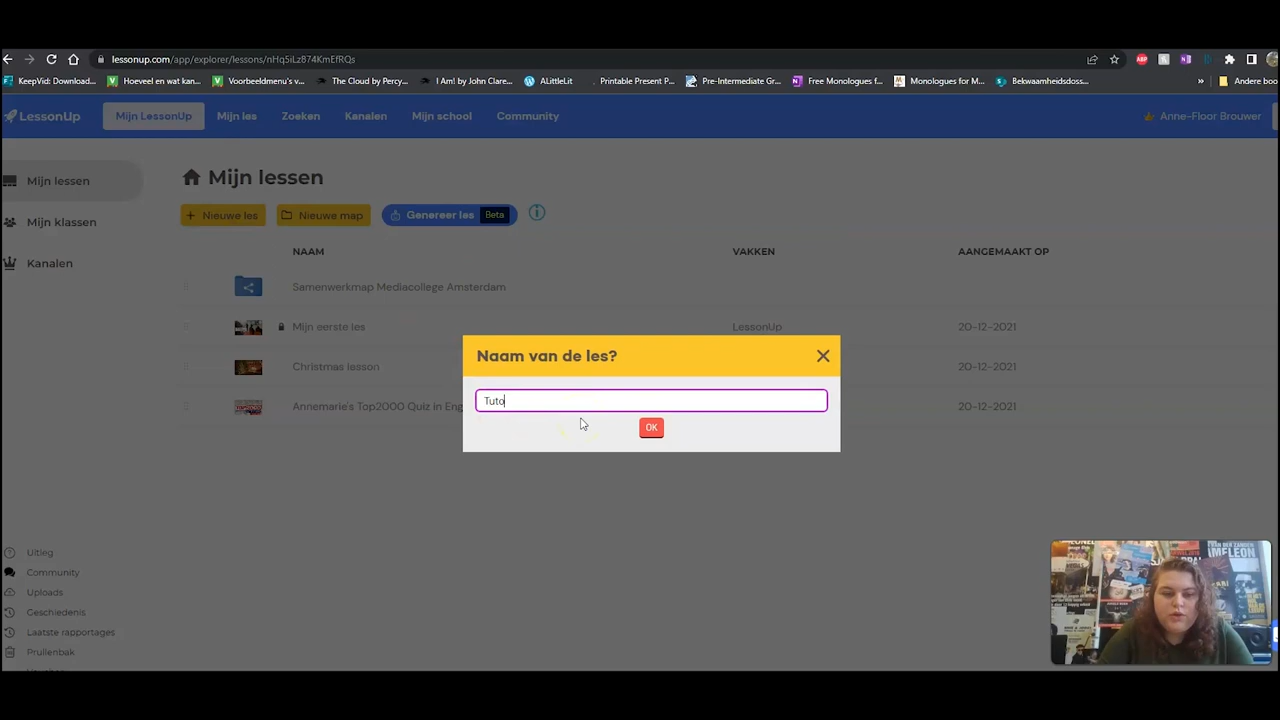 lessonup.com/app/explorer/lessons/nHq5iLz874KmEfRQs
KeepVid: Download... Hoeveel en wat kan... Voorbeeldmenu's v... The Cloud by Percy... I Am! by John Clare... ALittleLit Printable Present P... Pre-Intermediate Gr... Free Monologues f... Monologues for M... Bekwaamheidsdoss... » Andere boo
LessonUp Mijn LessonUp Mijn les Zoeken Kanalen Mijn school Community Anne-Floor Brouwer
Mijn lessen
Mijn klassen
Kanalen
Mijn lessen
+ Nieuwe les Nieuwe map Genereer les Beta
NAAM VAKKEN AANGEMAAKT OP
Samenwerkmap Mediacollege Amsterdam
Mijn eerste les LessonUp 20-12-2021
Christmas lesson 20-12-2021
Annemarie's Top2000 Quiz in Eng 20-12-2021
Naam van de les?
Tuto
OK
Uitleg
Community
Uploads
Geschiedenis
Laatste rapportages
Prullenbak